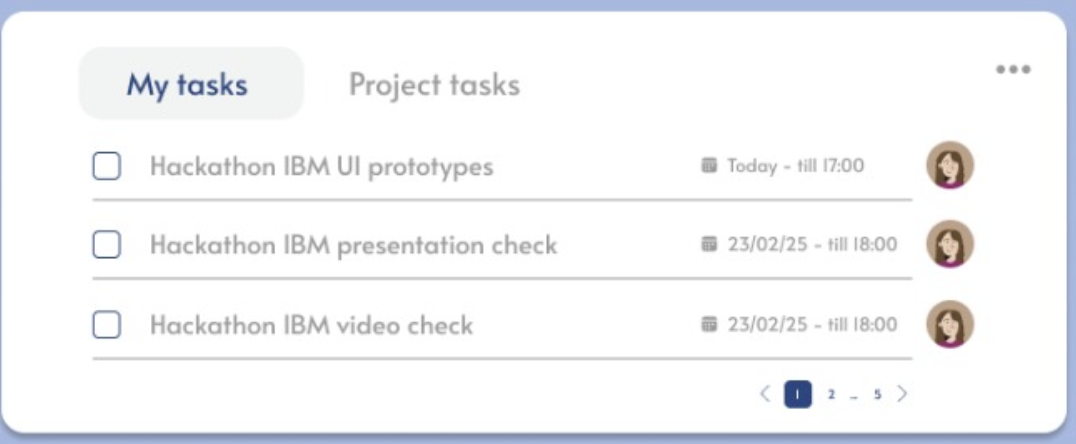 My tasks Project tasks
Hackathon IBM UI prototypes Today - till 17:00
Hackathon IBM presentation check 23/02/25 - till 18:00
Hackathon IBM video check 23/02/25 - till 18:00
< 1 2 ... 5 >